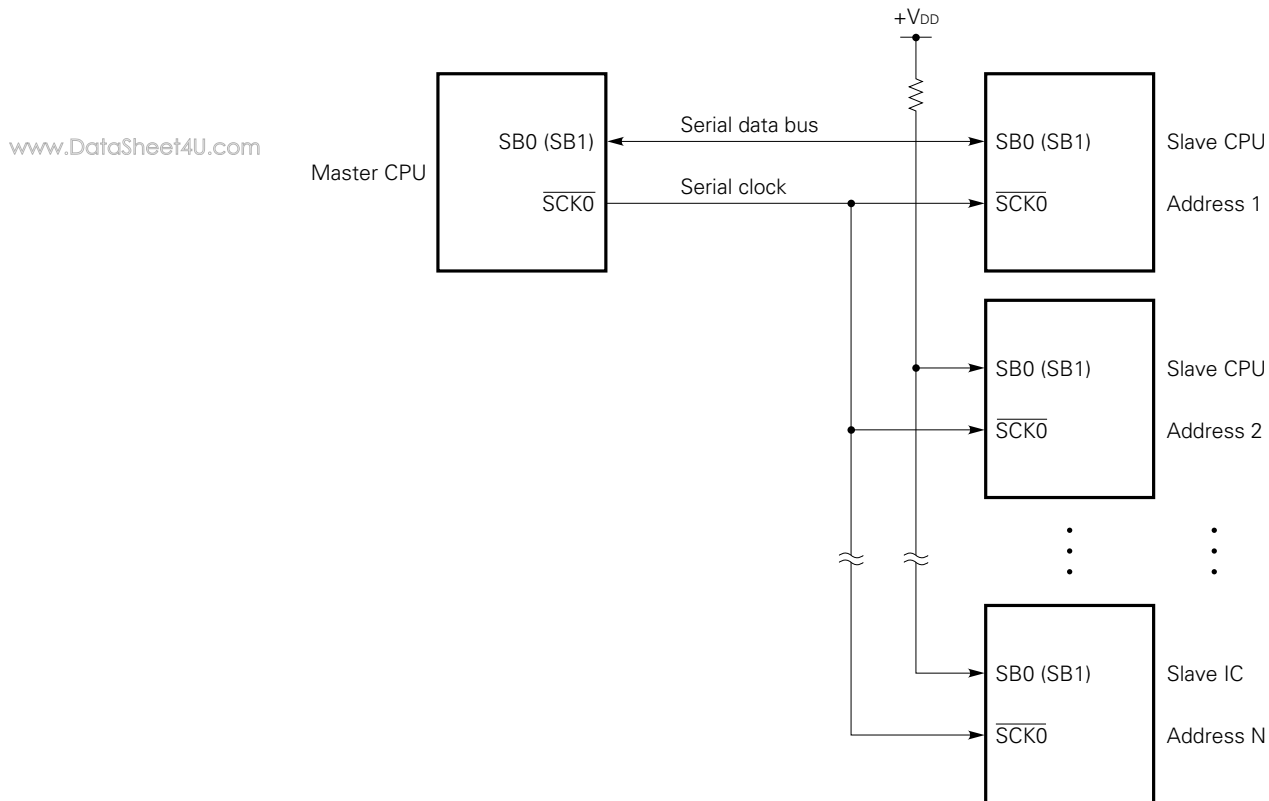 +VDD
www.DataSheet4U.com
Master CPU
SB0 (SB1)
SCK0
Serial data bus
Serial clock
SB0 (SB1)
SCK0
Slave CPU
Address 1
SB0 (SB1)
SCK0
Slave CPU
Address 2
SB0 (SB1)
SCK0
Slave IC
Address N